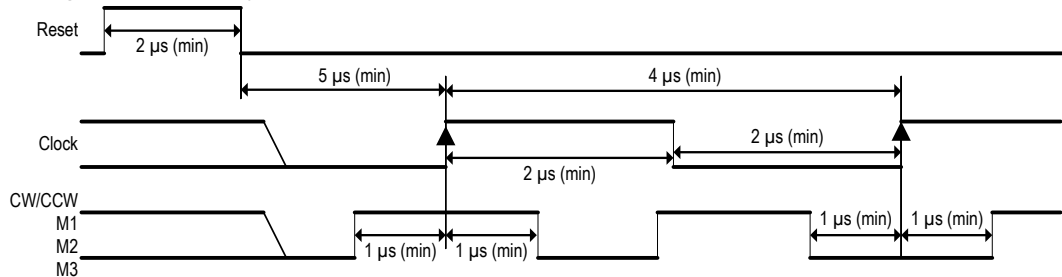 Reset
2 µs (min)
5 µs (min)
4 µs (min)
Clock
2 µs (min)
2 µs (min)
CW/CCW
M1
M2
M3
1 µs (min)
1 µs (min)
1 µs (min)
1 µs (min)